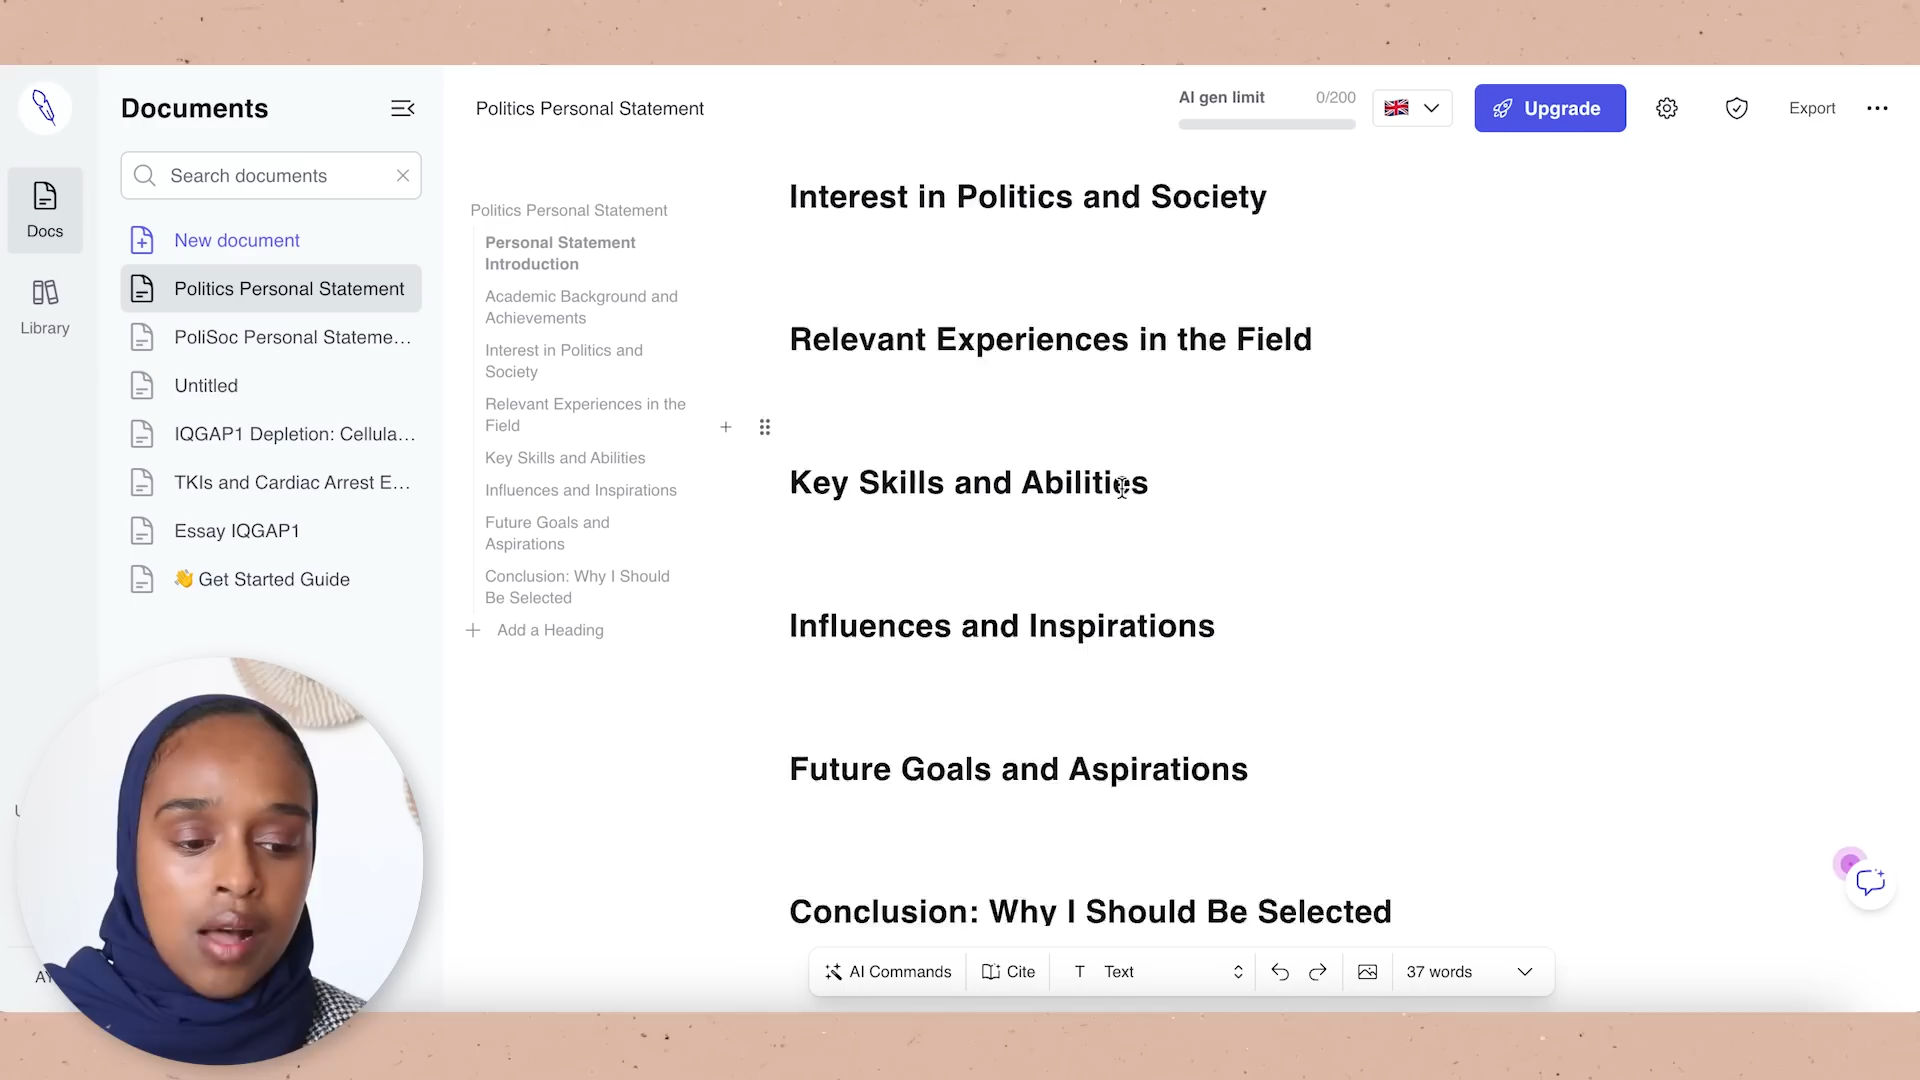 Documents
Search documents
New document
Politics Personal Statement
PoliSoc Personal Stateme...
Untitled
IQGAP1 Depletion: Cellula...
TKIs and Cardiac Arrest E...
Essay IQGAP1
👋 Get Started Guide
Docs
Library
Politics Personal Statement
AI gen limit 0/200
Upgrade
Export
Politics Personal Statement
Personal Statement
Introduction
Academic Background and
Achievements
Interest in Politics and
Society
Relevant Experiences in the
Field
Key Skills and Abilities
Influences and Inspirations
Future Goals and
Aspirations
Conclusion: Why I Should
Be Selected
Add a Heading
Interest in Politics and Society
Relevant Experiences in the Field
Key Skills and Abilities
Influences and Inspirations
Future Goals and Aspirations
Conclusion: Why I Should Be Selected
AI Commands
Cite
T Text
37 words